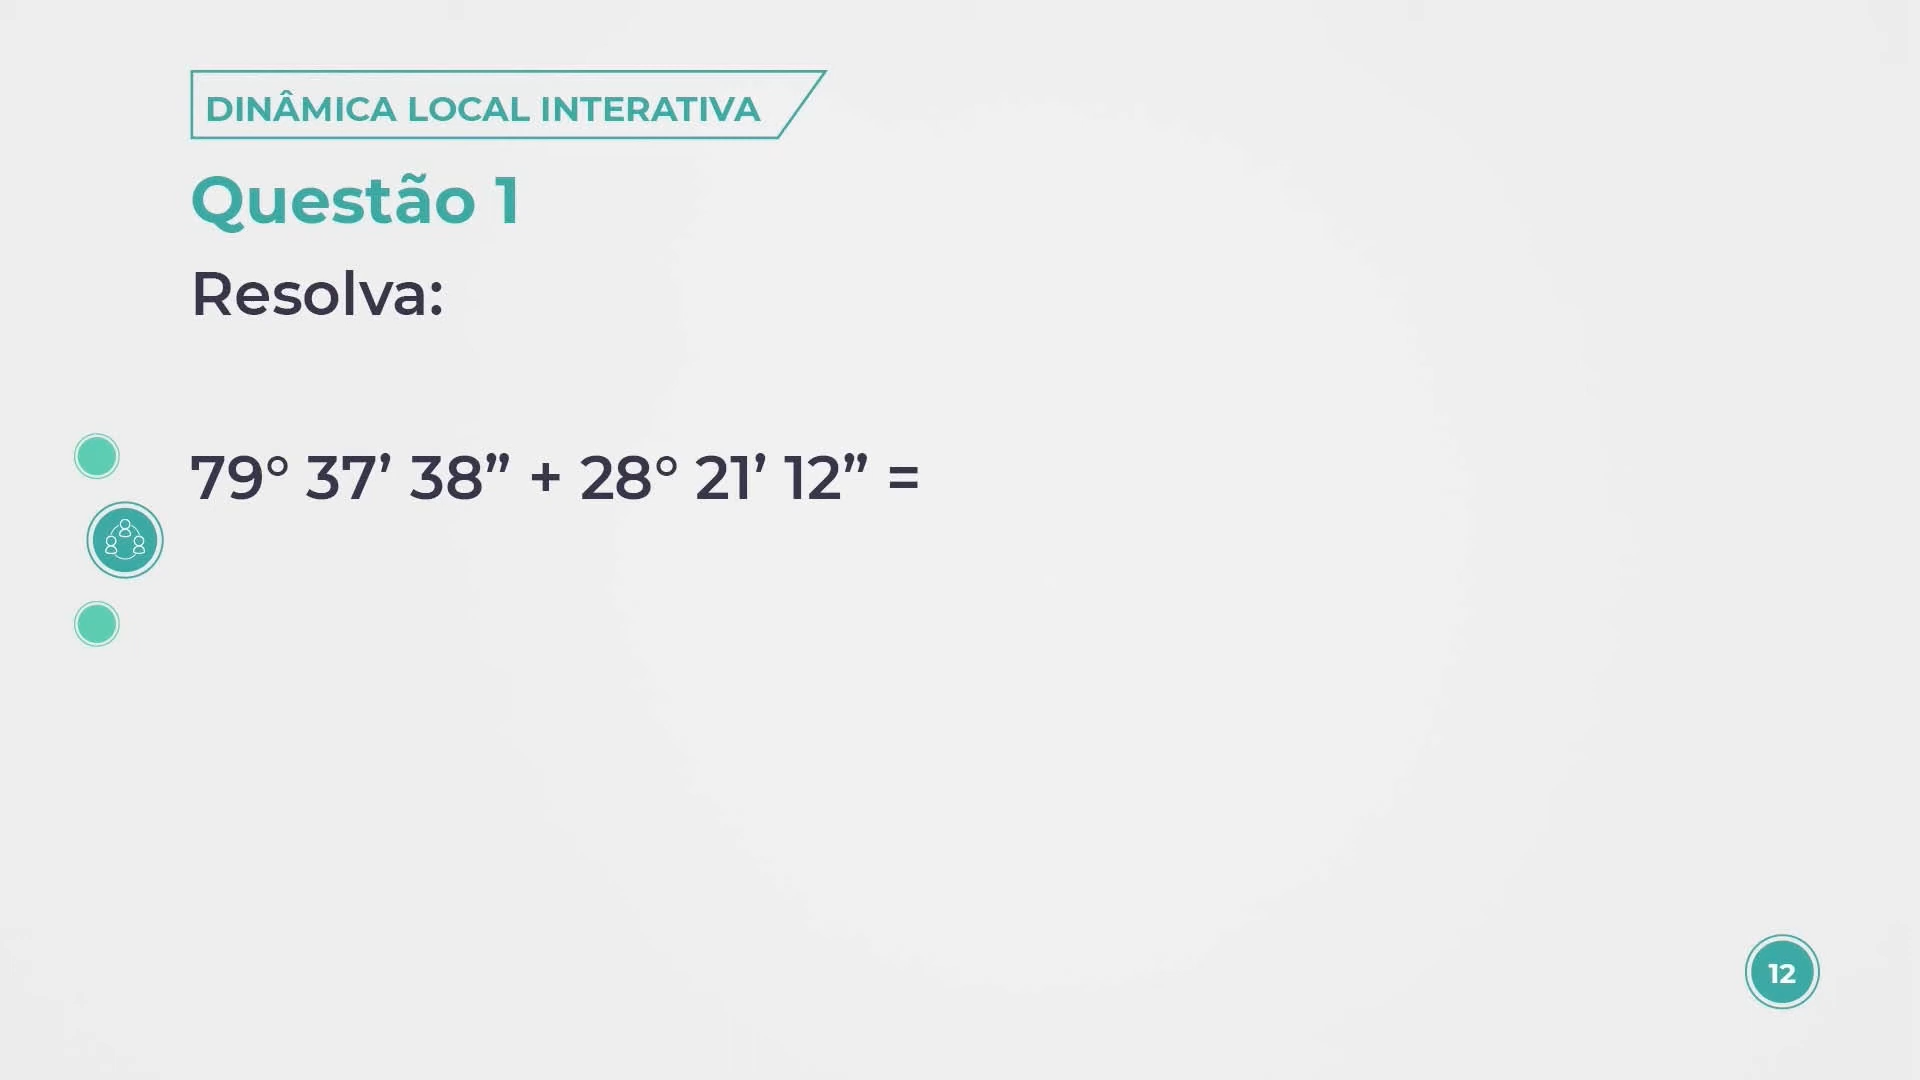 DINÂMICA LOCAL INTERATIVA
Questão 1
Resolva:
79° 37’ 38” + 28° 21’ 12” =
12